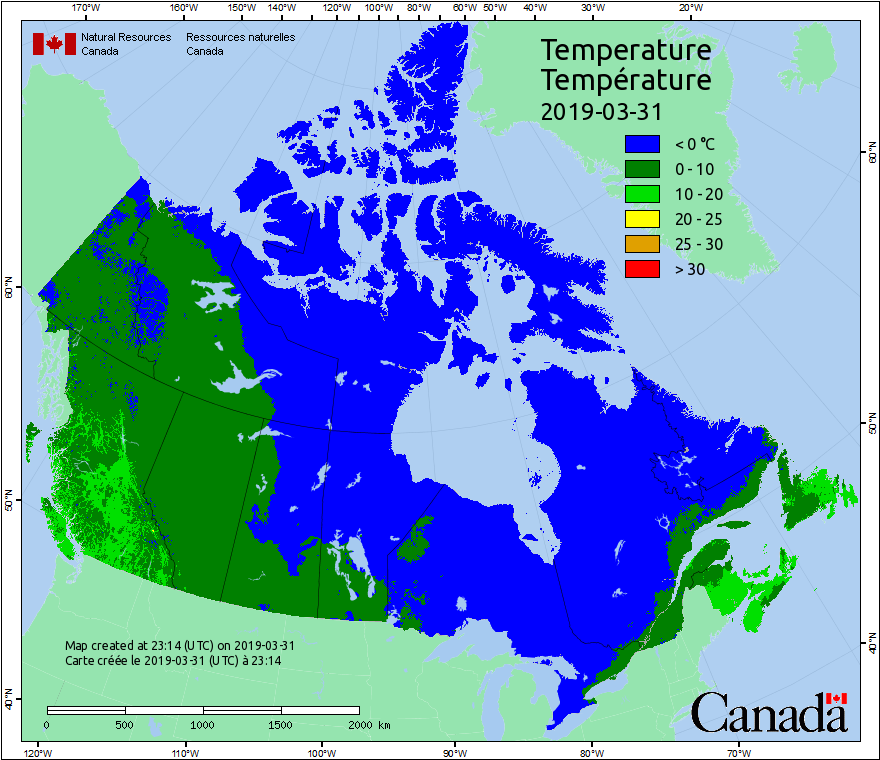 170°W 160°W 150°W 140°W 130°W 120°W 110°W 100°W 90°W 80°W 70°W 60°W 50°W 40°W 30°W 20°W
Natural Resources Ressources naturelles
Canada Canada
Temperature
Température
2019-03-31
< 0 °C
0 - 10
10 - 20
20 - 25
25 - 30
> 30
60°N 60°N
50°N 50°N
40°N 40°N
Map created at 23:14 (UTC) on 2019-03-31
Carte créée le 2019-03-31 (UTC) à 23:14
0 500 1000 1500 2000 km
Canada
120°W 110°W 100°W 90°W 80°W 70°W